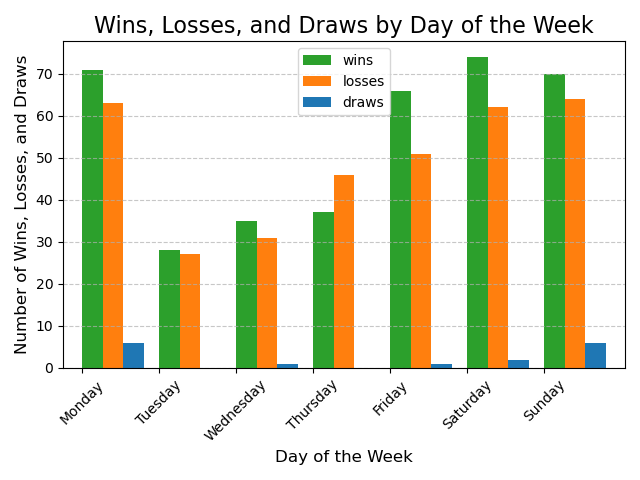 Wins, Losses, and Draws by Day of the Week
wins
losses
draws
Number of Wins, Losses, and Draws
70
60
50
40
30
20
10
0
Monday
Tuesday
Wednesday
Thursday
Friday
Saturday
Sunday
Day of the Week